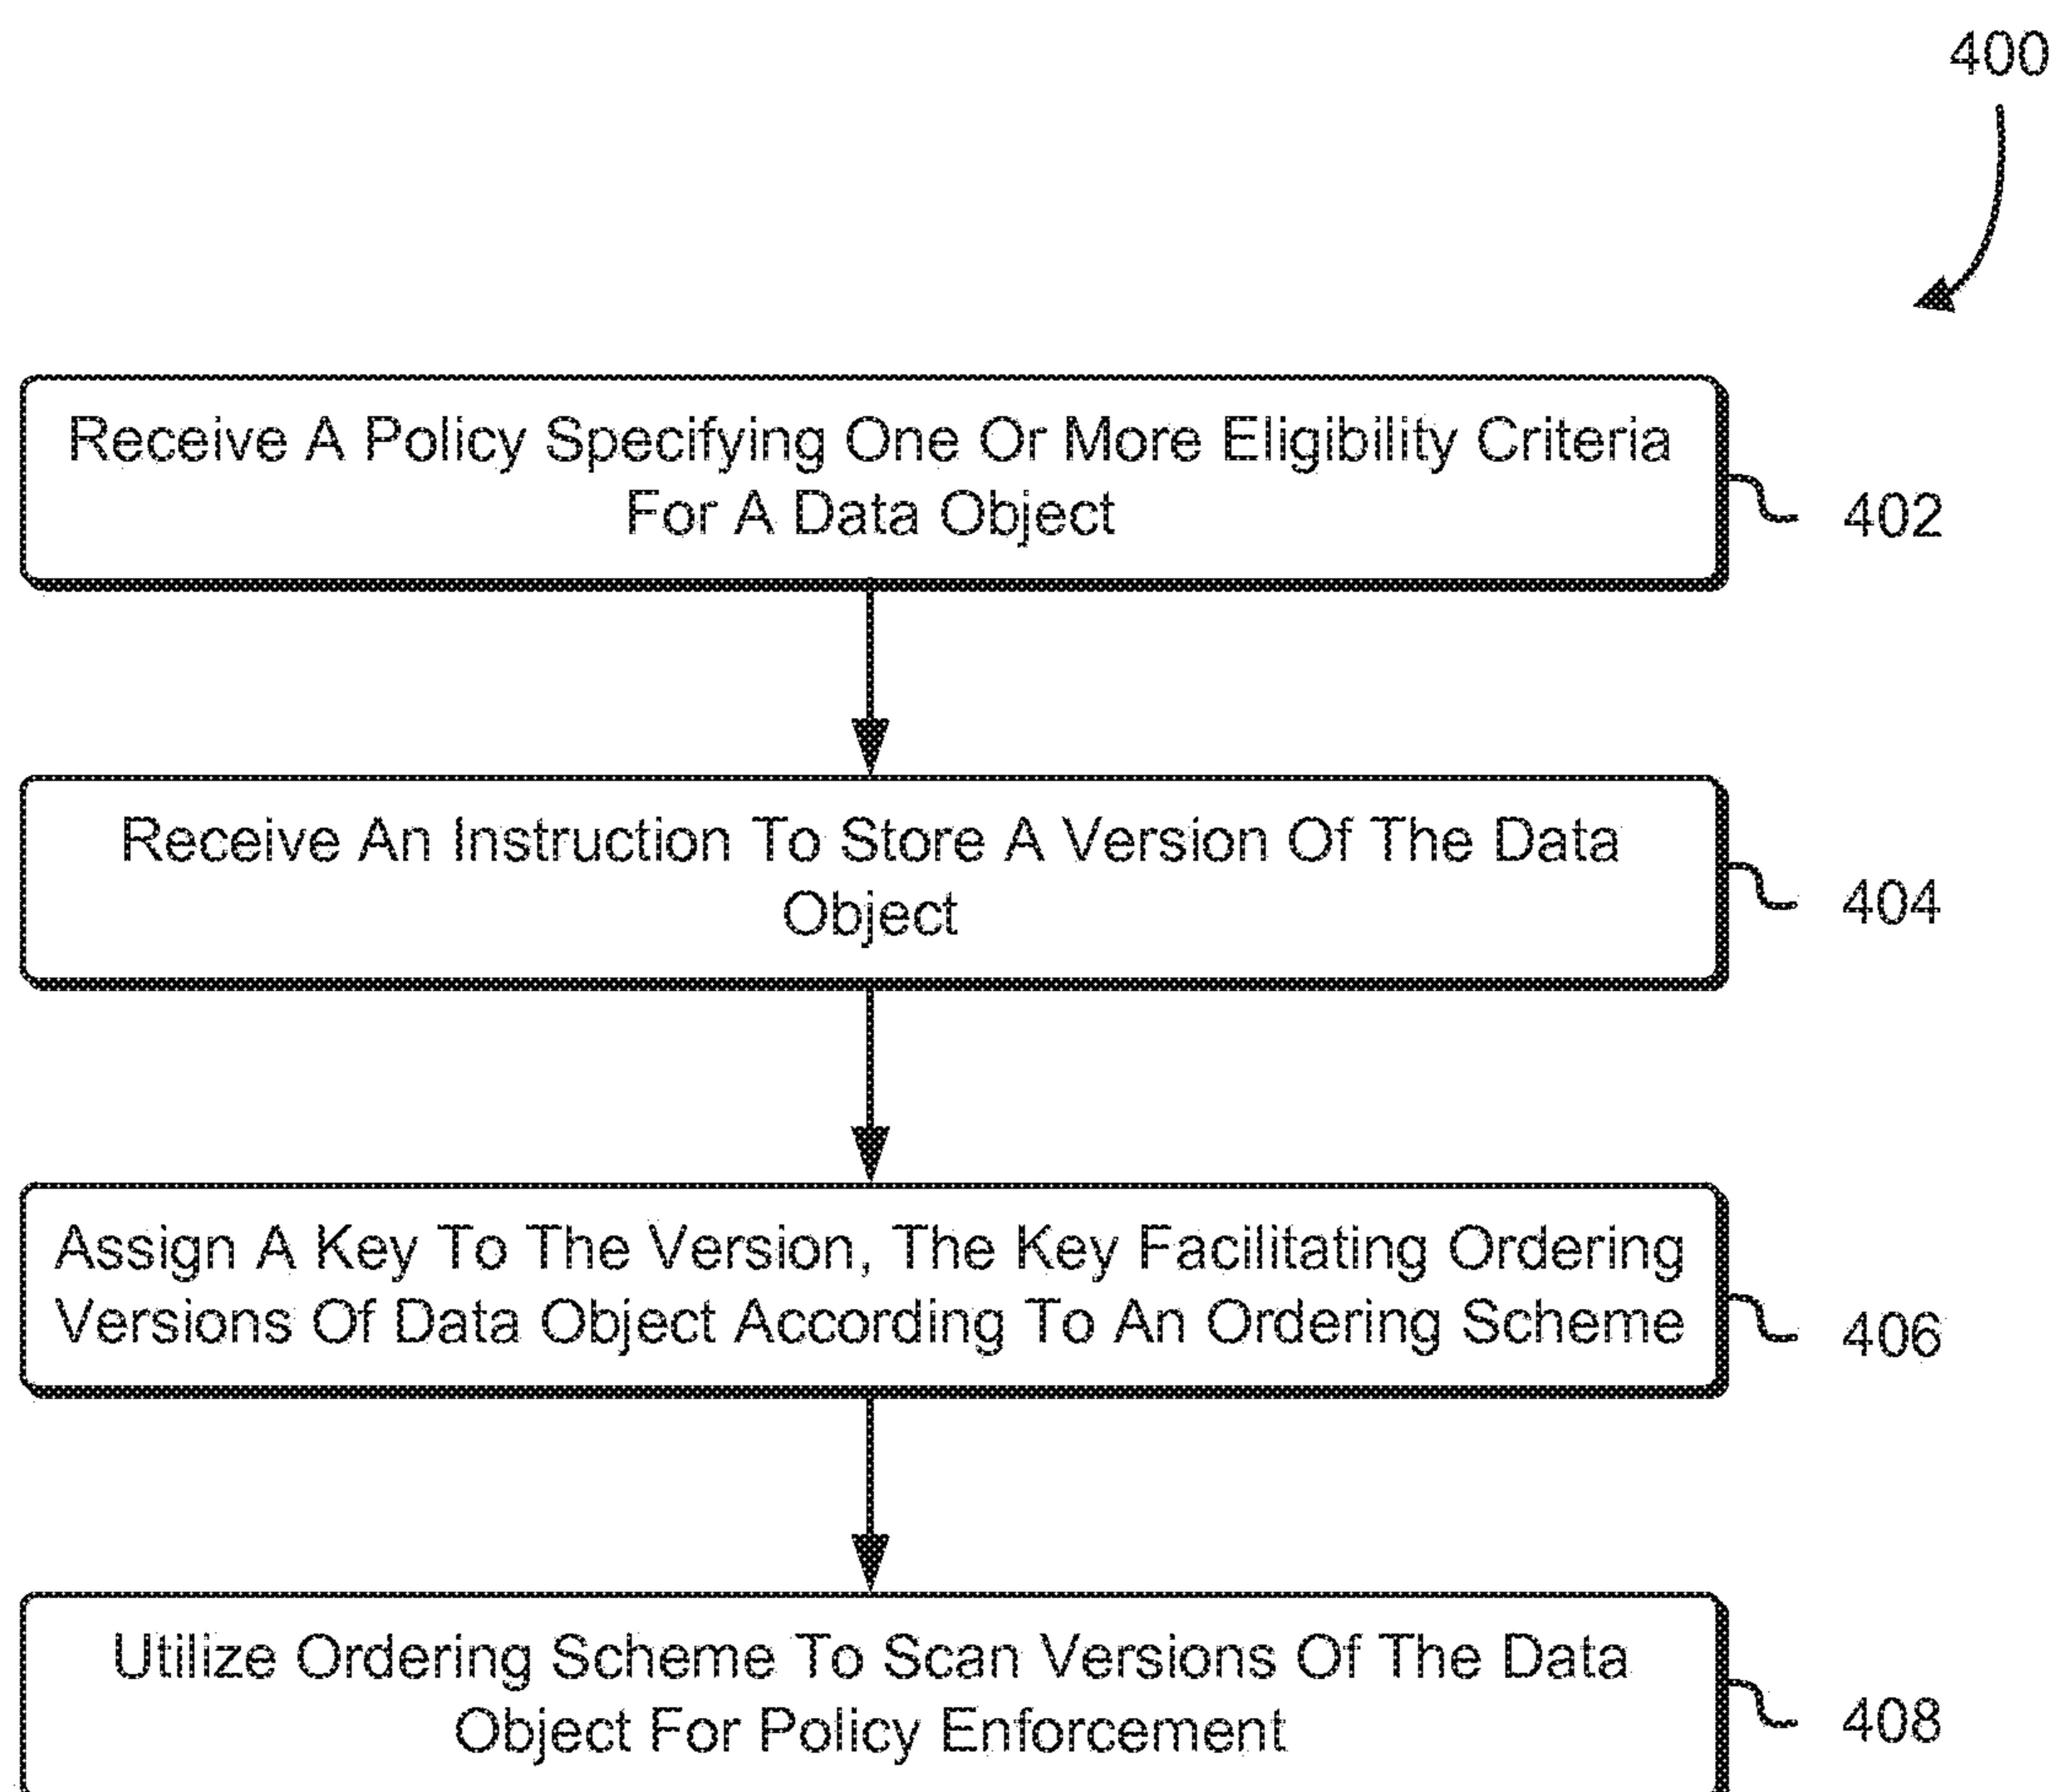 400
Receive A Policy Specifying One Or More Eligibility Criteria
For A Data Object
402
Receive An Instruction To Store A Version Of The Data
Object
404
Assign A Key To The Version, The Key Facilitating Ordering
Versions Of Data Object According To An Ordering Scheme
406
Utilize Ordering Scheme To Scan Versions Of The Data
Object For Policy Enforcement
408